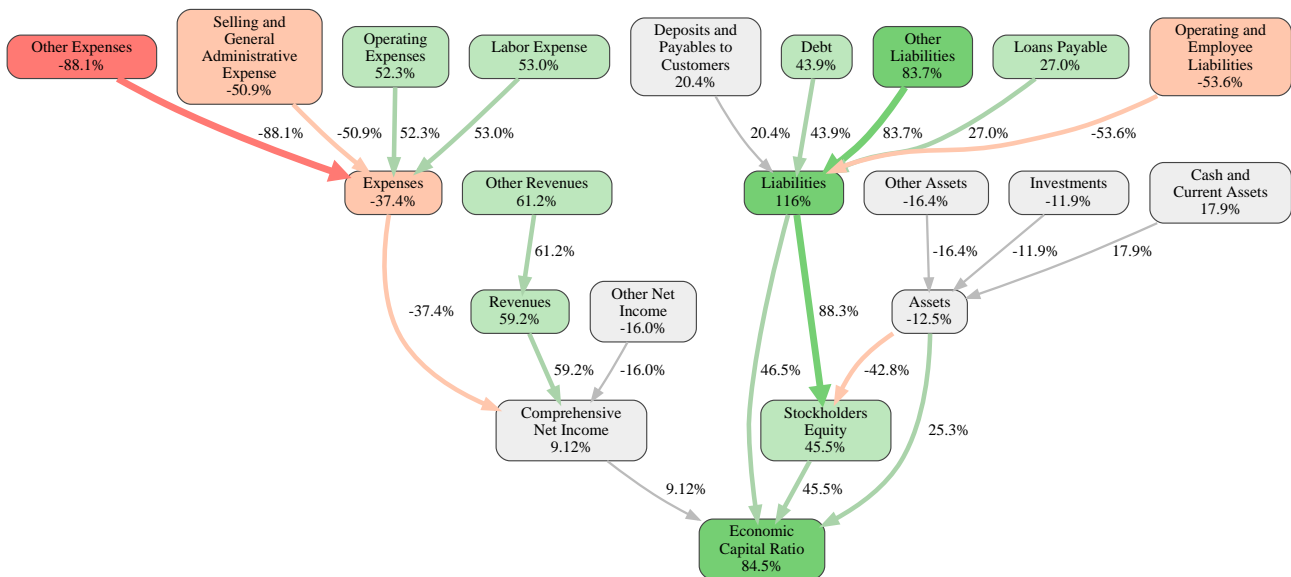 Other Expenses
-88.1%
Selling and
General
Administrative
Expense
-50.9%
Operating
Expenses
52.3%
Labor Expense
53.0%
Deposits and
Payables to
Customers
20.4%
Debt
43.9%
Other
Liabilities
83.7%
Loans Payable
27.0%
Operating and
Employee
Liabilities
-53.6%
-88.1%
-50.9%
52.3%
53.0%
20.4%
43.9%
83.7%
27.0%
-53.6%
Expenses
-37.4%
Other Revenues
61.2%
Liabilities
116%
Other Assets
-16.4%
Investments
-11.9%
Cash and
Current Assets
17.9%
61.2%
-16.4%
-11.9%
17.9%
Revenues
59.2%
Other Net
Income
-16.0%
Assets
-12.5%
-37.4%
88.3%
59.2%
-16.0%
46.5%
-42.8%
Comprehensive
Net Income
9.12%
Stockholders
Equity
45.5%
25.3%
9.12%
45.5%
Economic
Capital Ratio
84.5%